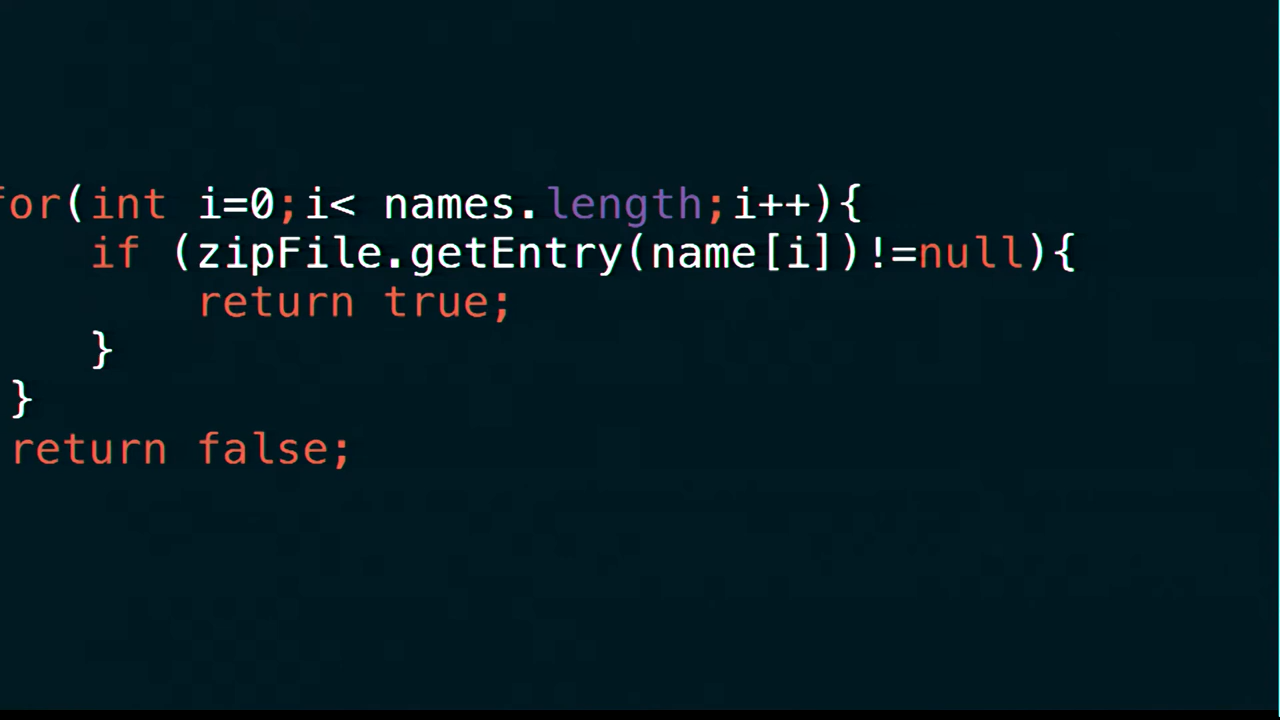 for(int i=0;i< names.length;i++){
if (zipFile.getEntry(name[i])!=null){
return true;
}
}
return false;